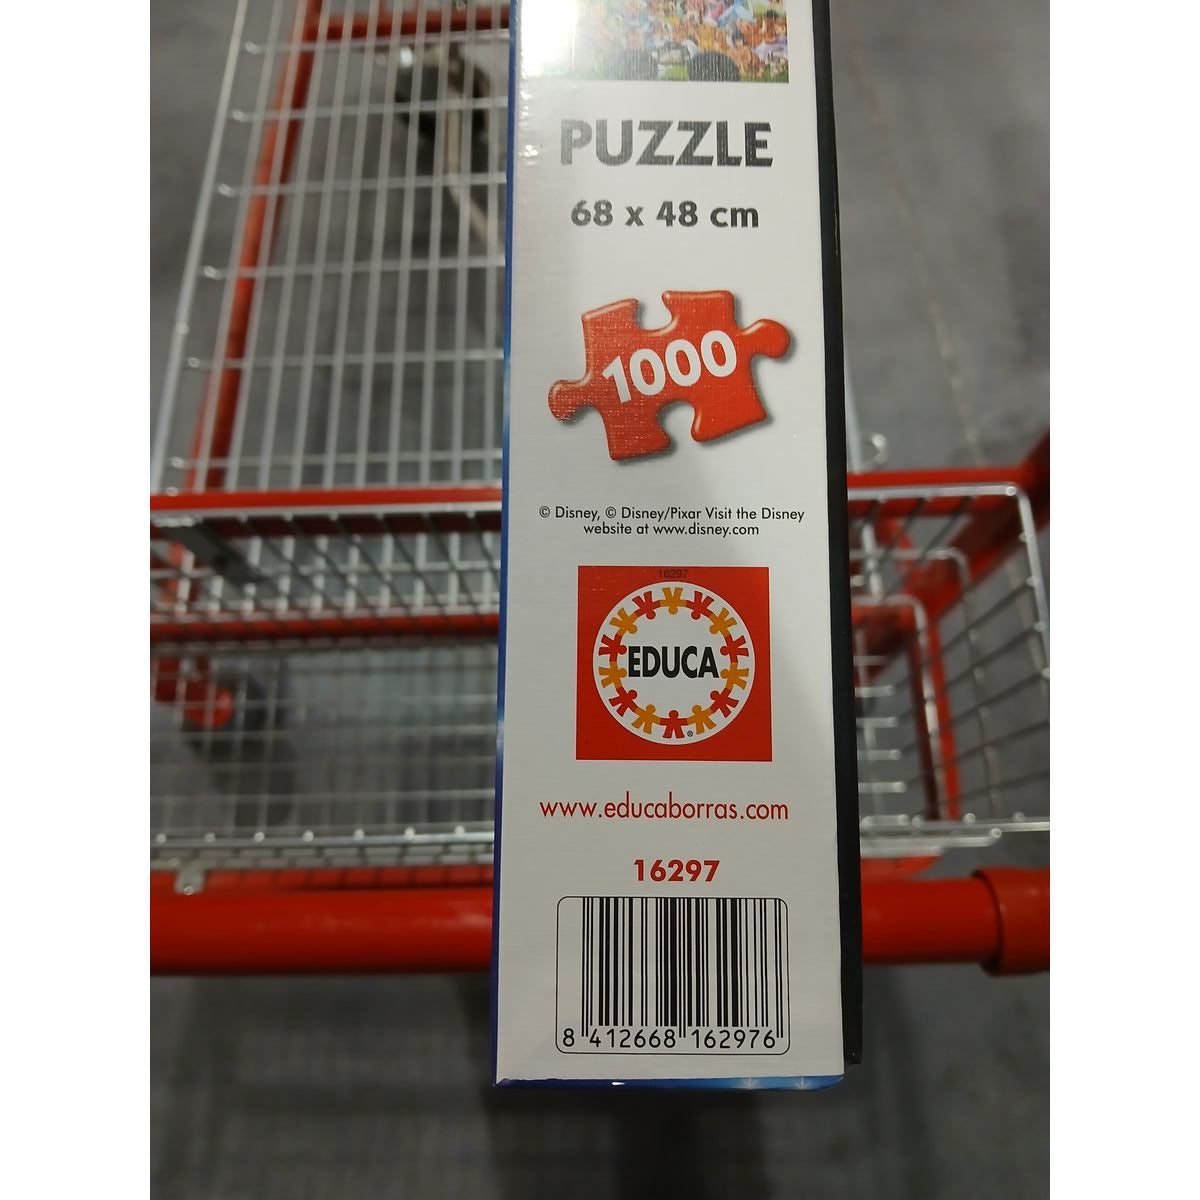 PUZZLE
68 x 48 cm
1000
© Disney, © Disney/Pixar Visit the Disney
website at www.disney.com
16297
EDUCA
®
www.educaborras.com
16297
8 412668 162976